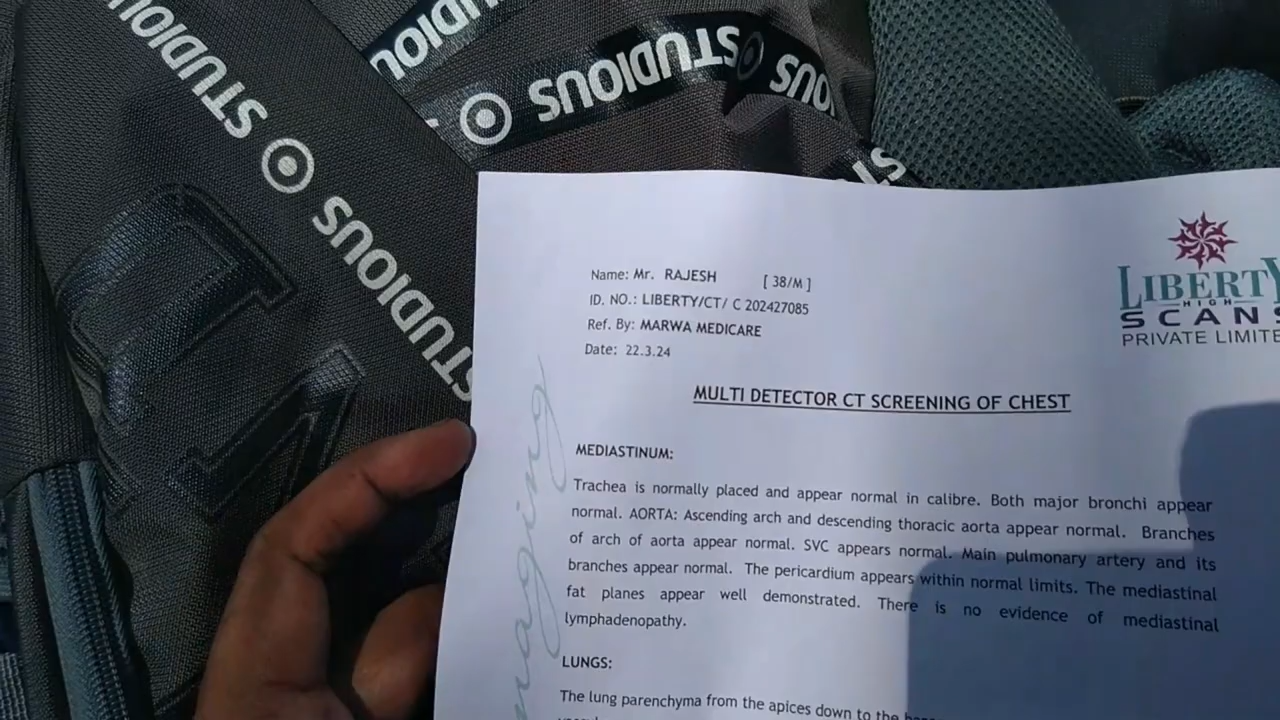 STUDIOUS
STUDIOUS
STUDIOUS
Name: Mr. RAJESH [ 38/M ]
ID. NO.: LIBERTY/CT/ C 202427085
Ref. By: MARWA MEDICARE
Date: 22.3.24
LIBERTY
HIGH
SCANS
PRIVATE LIMITE
MULTI DETECTOR CT SCREENING OF CHEST
MEDIASTINUM:
Trachea is normally placed and appear normal in calibre. Both major bronchi appear
normal. AORTA: Ascending arch and descending thoracic aorta appear normal. Branches
of arch of aorta appear normal. SVC appears normal. Main pulmonary artery and its
branches appear normal. The pericardium appears within normal limits. The mediastinal
fat planes appear well demonstrated. There is no evidence of mediastinal
lymphadenopathy.
LUNGS:
The lung parenchyma from the apices down to the
maging